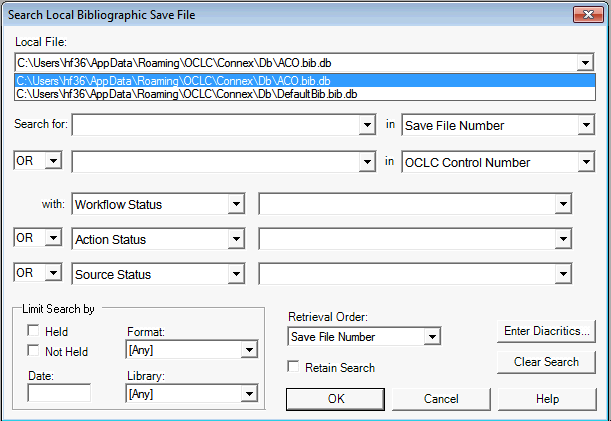 Search Local Bibliographic Save File
Local File:
C:\Users\hf36\AppData\Roaming\OCLC\Connex\Db\ACO.bib.db
C:\Users\hf36\AppData\Roaming\OCLC\Connex\Db\ACO.bib.db
C:\Users\hf36\AppData\Roaming\OCLC\Connex\Db\DefaultBib.bib.db
Search for: in Save File Number
OR in OCLC Control Number
with: Workflow Status
OR Action Status
OR Source Status
Limit Search by
Held
Not Held
Format:
[Any]
Date:
Library:
[Any]
Retrieval Order:
Save File Number
Retain Search
Enter Diacritics...
Clear Search
OK Cancel Help